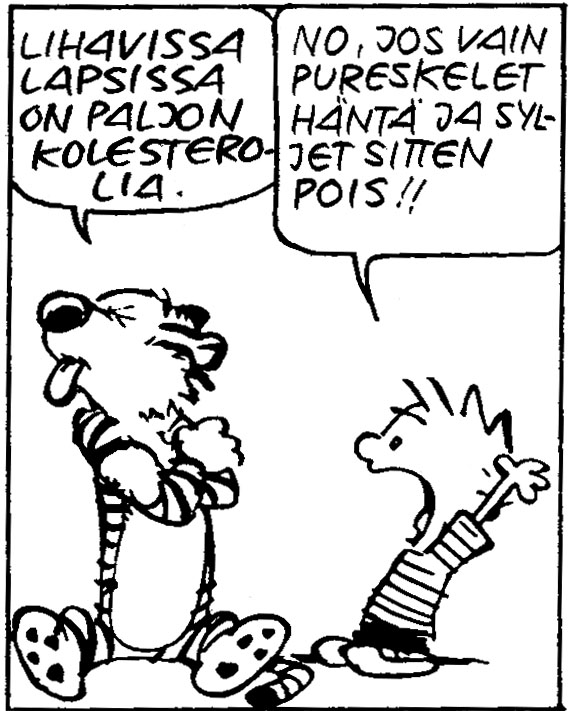 LIHAVISSA
LAPSISSA
ON PALJON
KOLESTERO-
LIA.
NO, JOS VAIN
PURESKELET
HÄNTÄ JA SYL-
JET SITTEN
POIS!!